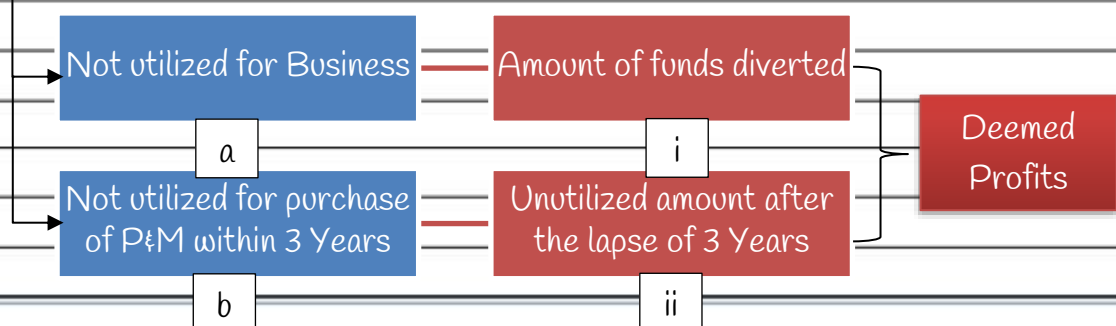 Not utilized for Business
Amount of funds diverted
a
i
Not utilized for purchase
of P&M within 3 Years
Unutilized amount after
the lapse of 3 Years
b
ii
Deemed
Profits